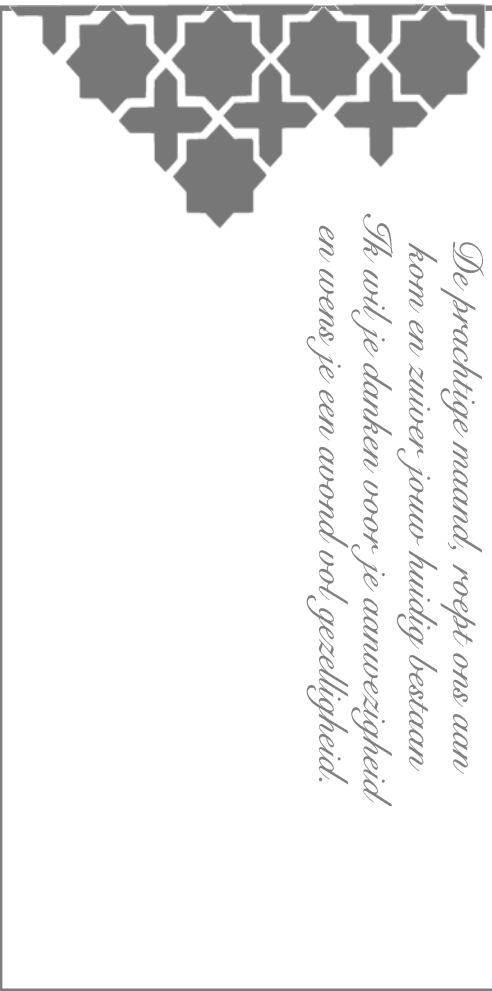 De prachtige maand, roept ons aan
kom en zuiver jouw huidig bestaan
Ik wil je danken voor je aanwezigheid
en wens je een avond vol gezelligheid.